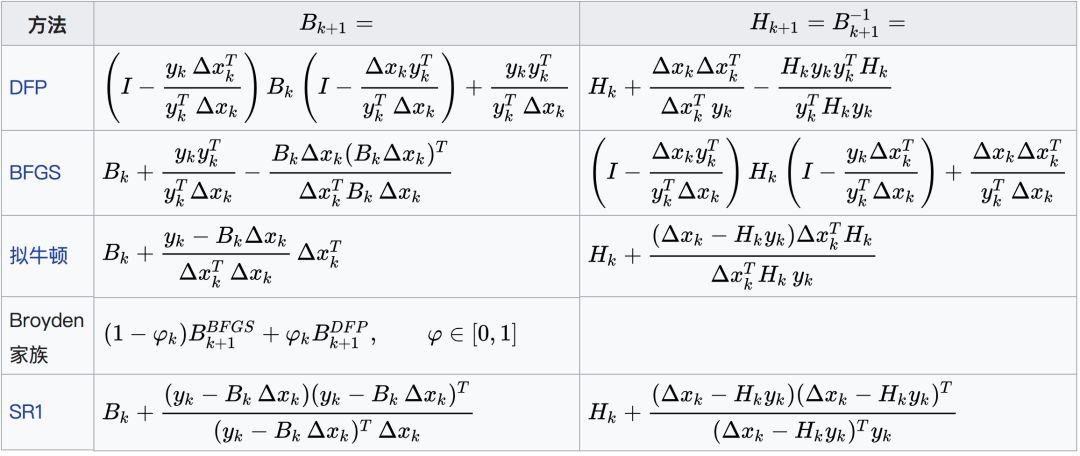 方法 B_{k+1} = H_{k+1} = B_{k+1}^{-1} =
DFP \left(I - \frac{y_k \Delta x_k^T}{y_k^T \Delta x_k}\right) B_k \left(I - \frac{\Delta x_k y_k^T}{y_k^T \Delta x_k}\right) + \frac{y_k y_k^T}{y_k^T \Delta x_k} H_k + \frac{\Delta x_k \Delta x_k^T}{\Delta x_k^T y_k} - \frac{H_k y_k y_k^T H_k}{y_k^T H_k y_k}
BFGS B_k + \frac{y_k y_k^T}{y_k^T \Delta x_k} - \frac{B_k \Delta x_k (B_k \Delta x_k)^T}{\Delta x_k^T B_k \Delta x_k} \left(I - \frac{\Delta x_k y_k^T}{y_k^T \Delta x_k}\right) H_k \left(I - \frac{y_k \Delta x_k^T}{y_k^T \Delta x_k}\right) + \frac{\Delta x_k \Delta x_k^T}{y_k^T \Delta x_k}
拟牛顿 B_k + \frac{y_k - B_k \Delta x_k}{\Delta x_k^T \Delta x_k} \Delta x_k^T H_k + \frac{(\Delta x_k - H_k y_k) \Delta x_k^T H_k}{\Delta x_k^T H_k y_k}
Broyden
家族 (1 - \varphi_k) B_{k+1}^{BFGS} + \varphi_k B_{k+1}^{DFP}, \varphi \in [0, 1]
SR1 B_k + \frac{(y_k - B_k \Delta x_k)(y_k - B_k \Delta x_k)^T}{(y_k - B_k \Delta x_k)^T \Delta x_k} H_k + \frac{(\Delta x_k - H_k y_k)(\Delta x_k - H_k y_k)^T}{(\Delta x_k - H_k y_k)^T y_k}